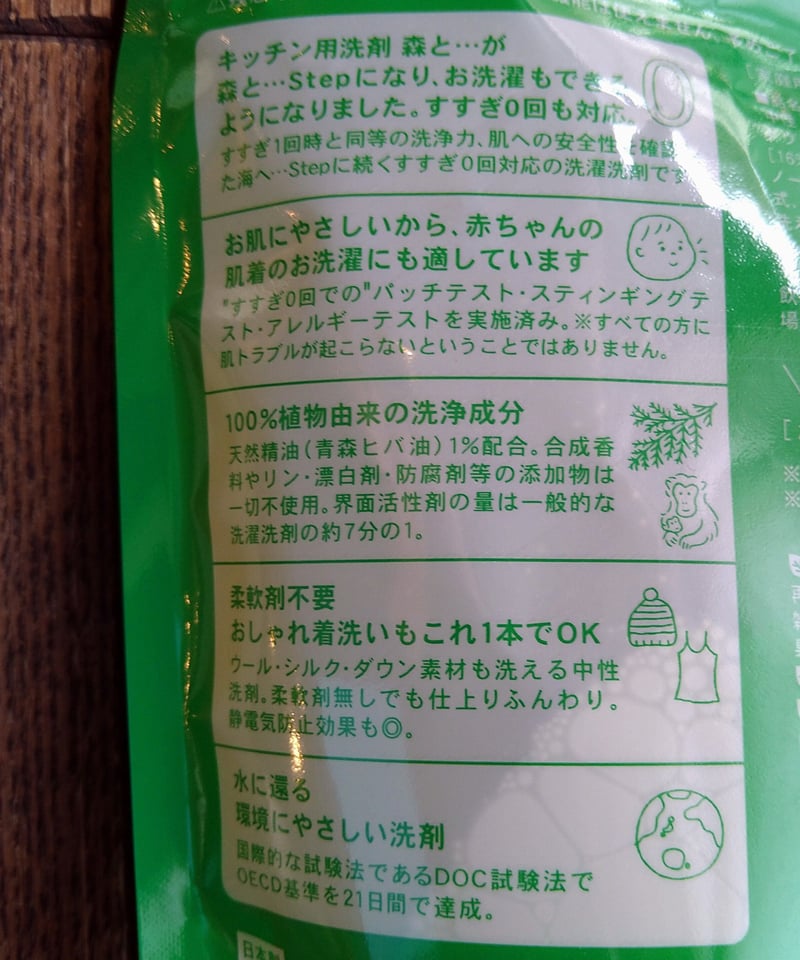 キッチン用洗剤 森と…が
森と…Stepになり、お洗濯もできる
ようになりました。すすぎ0回も対応。
すすぎ1回時と同等の洗浄力、肌への安全性を確認
た海へ…Stepに続くすすぎ0回対応の洗濯洗剤です
0
お肌にやさしいから、赤ちゃんの
肌着のお洗濯にも適しています
"すすぎ0回での"パッチテスト・スティンギングテ
スト・アレルギーテストを実施済み。※すべての方に
肌トラブルが起こらないということではありません。
100%植物由来の洗浄成分
天然精油(青森ヒバ油)1%配合。合成香
料やリン・漂白剤・防腐剤等の添加物は
一切不使用。界面活性剤の量は一般的な
洗濯洗剤の約7分の1。
柔軟剤不要
おしゃれ着洗いもこれ1本でOK
ウール・シルク・ダウン素材も洗える中性
洗剤。柔軟剤無しでも仕上りふんわり。
静電気防止効果も◎。
水に還る
環境にやさしい洗剤
国際的な試験法であるDOC試験法で
OECD基準を21日間で達成。
日本製